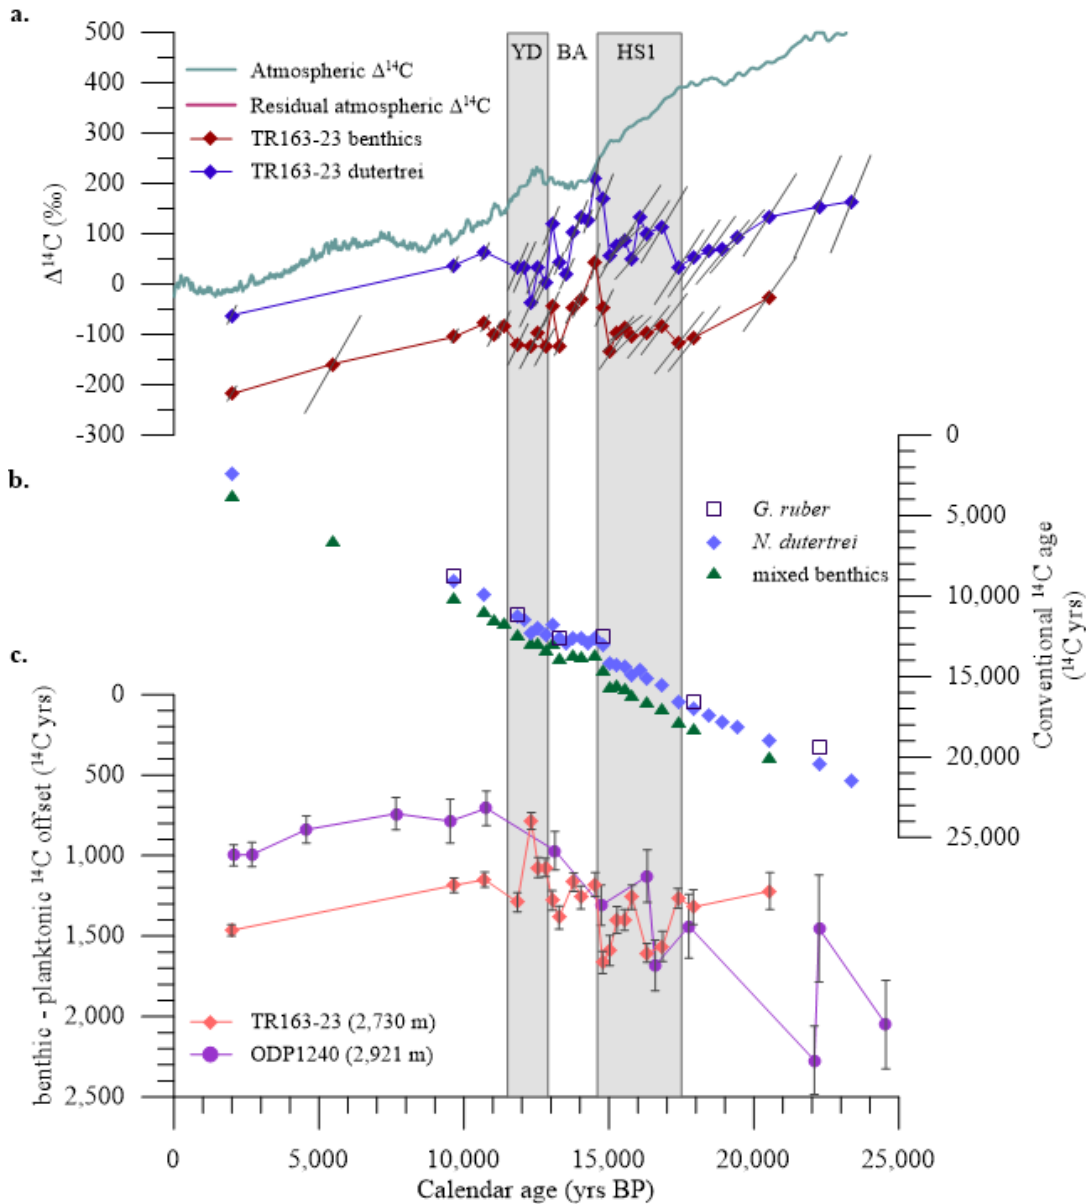 a.
500
400
300
200
100
0
-100
-200
-300
Δ¹⁴C (‰)
YD
BA
HS1
Atmospheric Δ¹⁴C
Residual atmospheric Δ¹⁴C
TR163-23 benthics
TR163-23 dutertrei
b.
0
5,000
10,000
15,000
20,000
25,000
Conventional ¹⁴C age
(¹⁴C yrs)
G. ruber
N. dutertrei
mixed benthics
c.
0
500
1,000
1,500
2,000
2,500
benthic - planktonic ¹⁴C offset (¹⁴C yrs)
TR163-23 (2,730 m)
ODP1240 (2,921 m)
0 5,000 10,000 15,000 20,000 25,000
Calendar age (yrs BP)